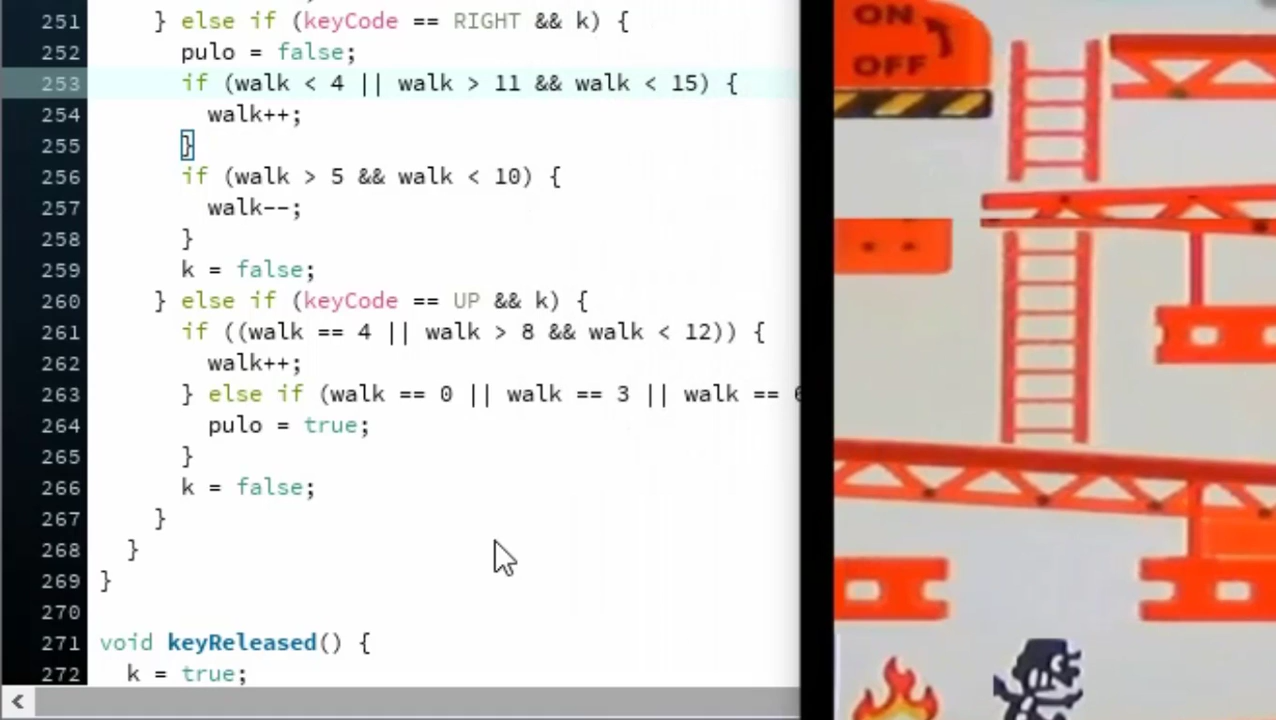 251 } else if (keyCode == RIGHT && k) {
252 pulo = false;
253 if (walk < 4 || walk > 11 && walk < 15) {
254 walk++;
255 }
256 if (walk > 5 && walk < 10) {
257 walk--;
258 }
259 k = false;
260 } else if (keyCode == UP && k) {
261 if ((walk == 4 || walk > 8 && walk < 12)) {
262 walk++;
263 } else if (walk == 0 || walk == 3 || walk ==
264 pulo = true;
265 }
266 k = false;
267 }
268 }
269 }
270
271 void keyReleased() {
272 k = true;
ON
OFF